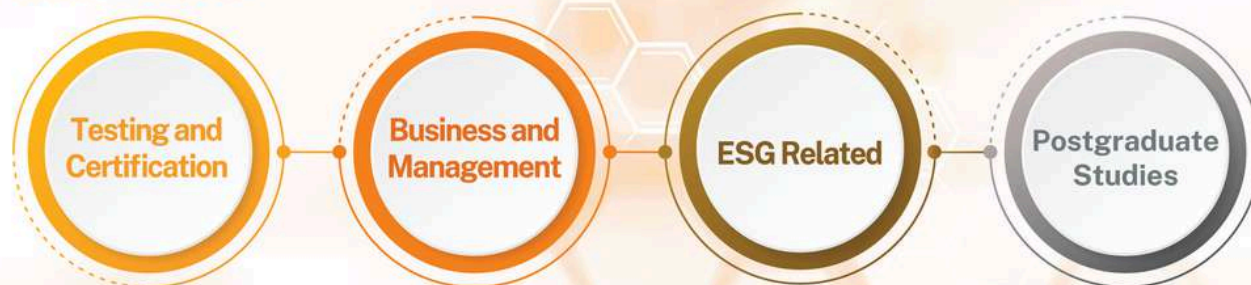 Testing and
Certification
Business and
Management
ESG Related
Postgraduate
Studies